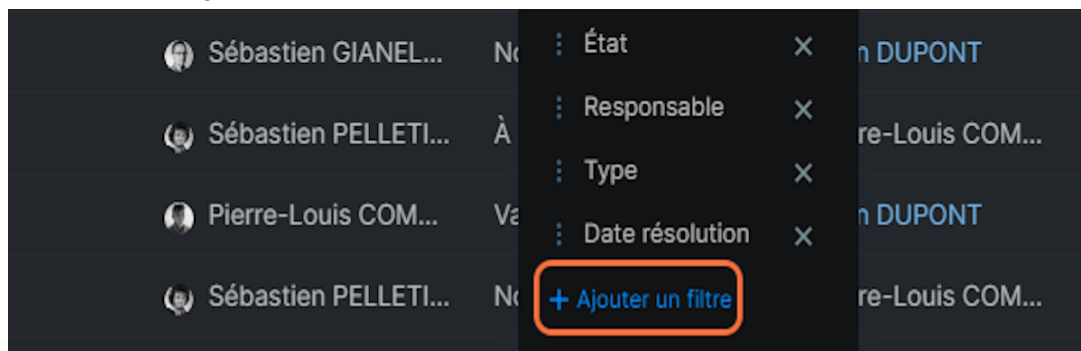 Sébastien GIANEL... No État × n DUPONT
Responsable ×
Sébastien PELLETI... À re-Louis COM...
Type ×
Pierre-Louis COM... Va n DUPONT
Date résolution ×
Sébastien PELLETI... No + Ajouter un filtre re-Louis COM...